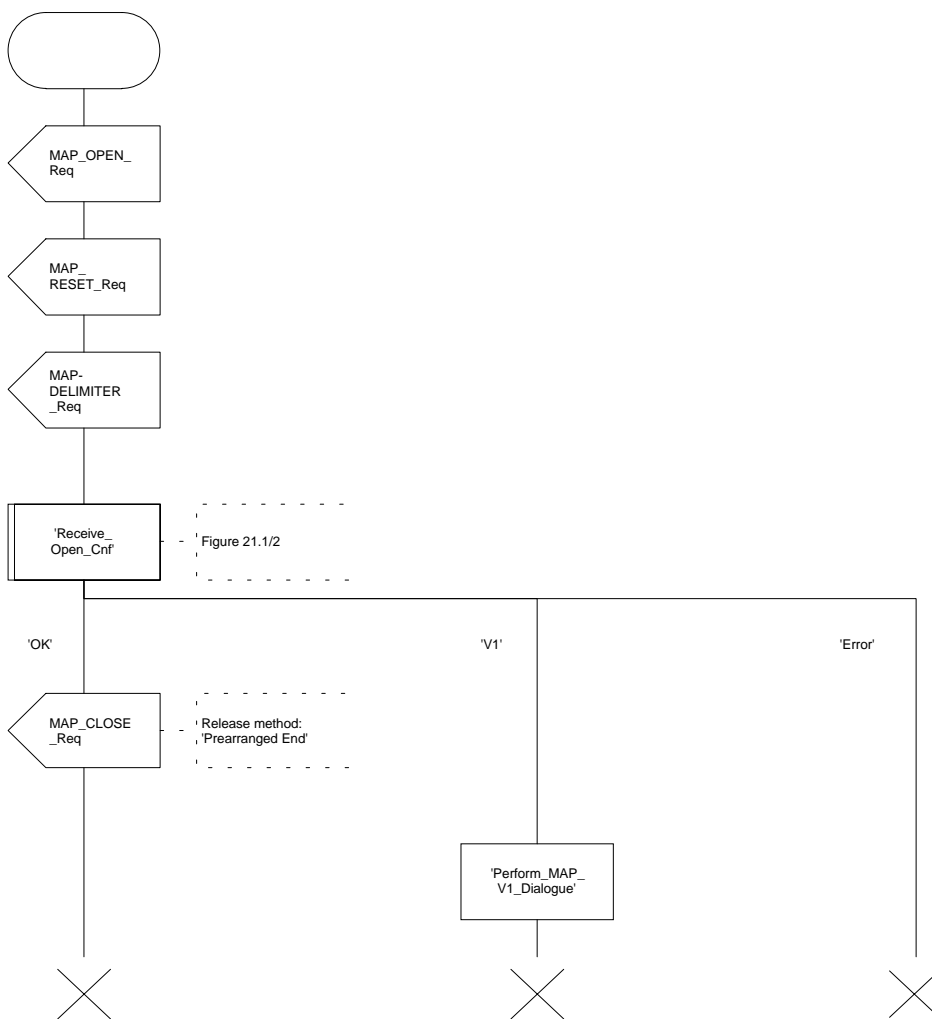 MAP_OPEN_
Req
MAP_
RESET_Req
MAP-
DELIMITER
_Req
'Receive_
Open_Cnf'
Figure 21.1/2
'OK'
'V1'
'Error'
MAP_CLOSE
_Req
Release method:
'Prearranged End'
'Perform_MAP_
V1_Dialogue'